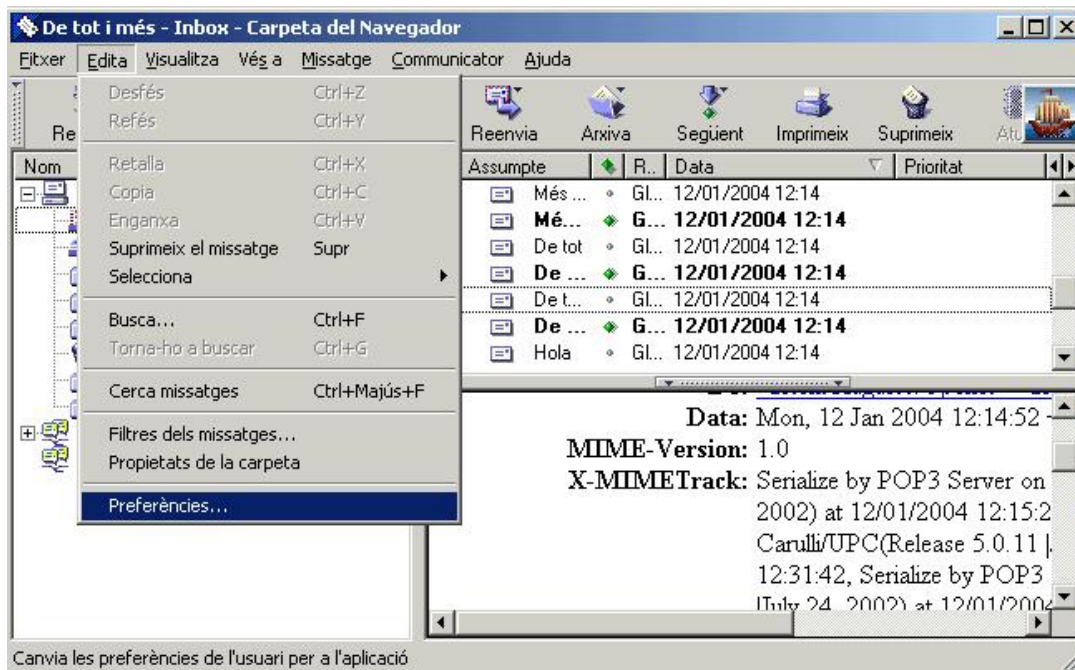 De tot i més - Inbox - Carpeta del Navegador
Fitxer Edita Visualitza Vés a Missatge Communicator Ajuda
Re Reenvia Arxiva Següent Imprimeix Suprimeix Atu
Desfés Ctrl+Z
Refés Ctrl+Y
Retalla Ctrl+X
Copia Ctrl+C
Enganxa Ctrl+V
Suprimeix el missatge Supr
Selecciona
Busca... Ctrl+F
Torna-ho a buscar Ctrl+G
Cerca missatges Ctrl+Majús+F
Filtres dels missatges...
Propietats de la carpeta
Preferències...
Nom Assumpte R.. Data Prioritat
Més ... Gl... 12/01/2004 12:14
Mé... G... 12/01/2004 12:14
De tot Gl... 12/01/2004 12:14
De ... G... 12/01/2004 12:14
De t... Gl... 12/01/2004 12:14
De ... G... 12/01/2004 12:14
Hola Gl... 12/01/2004 12:14
Data: Mon, 12 Jan 2004 12:14:52
MIME-Version: 1.0
X-MIMETrack: Serialize by POP3 Server on
2002) at 12/01/2004 12:15:2
Carulli/UPC(Release 5.0.11 |
12:31:42, Serialize by POP3
|July 24, 2002) at 12/01/2004
Canvia les preferències de l'usuari per a l'aplicació